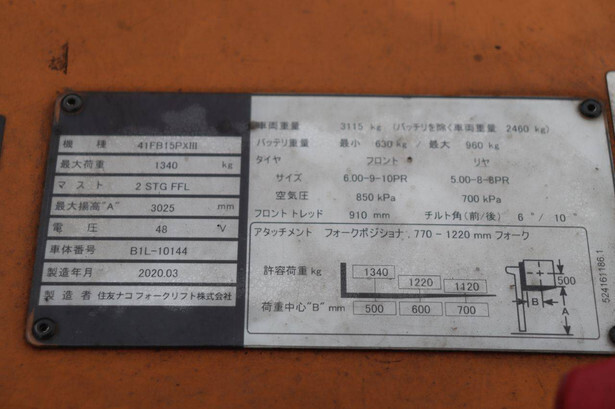 機種 41FB15PXIII
最大荷重 1340 kg
マスト 2 STG FFL
最大揚高"A" 3025 mm
電圧 48 V
車体番号 B1L-10144
製造年月 2020.03
製造者 住友ナコ フォークリフト株式会社
車両重量 3115 kg (バッテリを除く車両重量 2460 kg)
バッテリ重量 最小 630 kg / 最大 960 kg
タイヤ フロント リヤ
サイズ 6.00-9-10PR 5.00-8-8PR
空気圧 850 kPa 700 kPa
フロント トレッド 910 mm チルト角(前/後) 6 °/ 10 °
アタッチメント フォークポジショナ, 770 - 1220 mm フォーク
許容荷重 kg 1340 1220 1120
荷重中心"B" mm 500 600 700
500
B
A
524161186.1